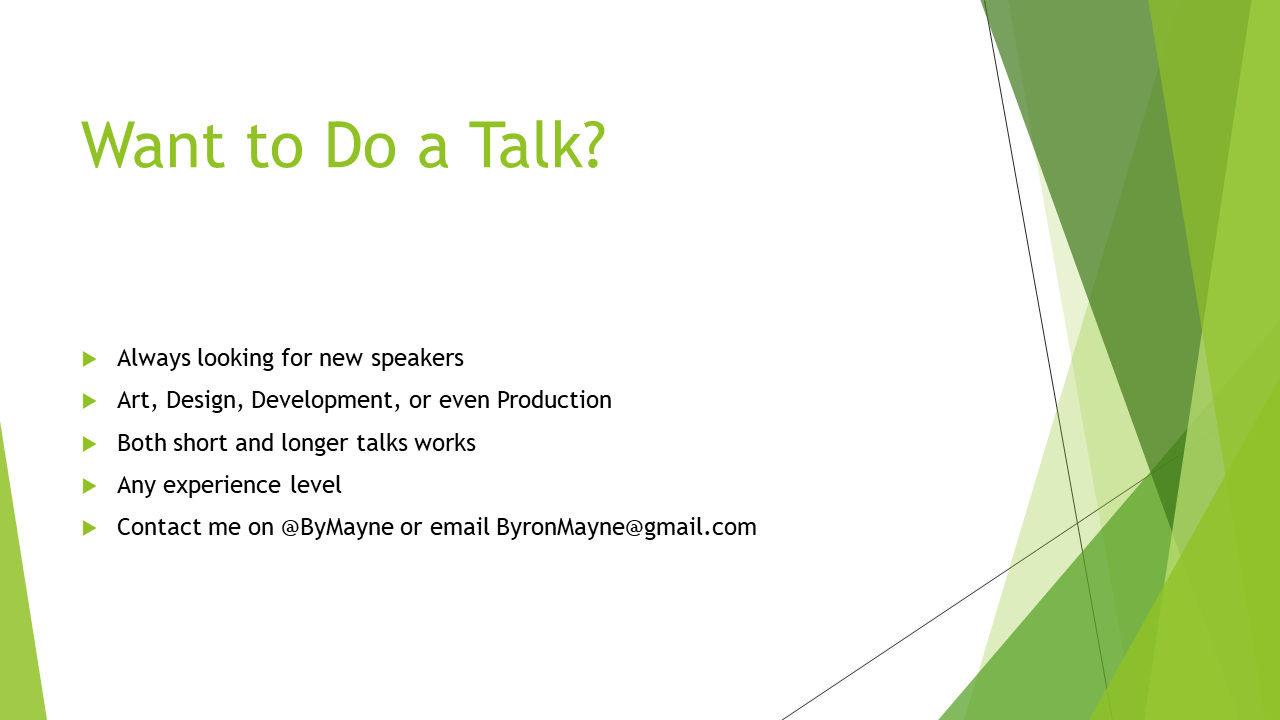 Want to Do a Talk?
Always looking for new speakers
Art, Design, Development, or even Production
Both short and longer talks works
Any experience level
Contact me on @ByMayne or email ByronMayne@gmail.com